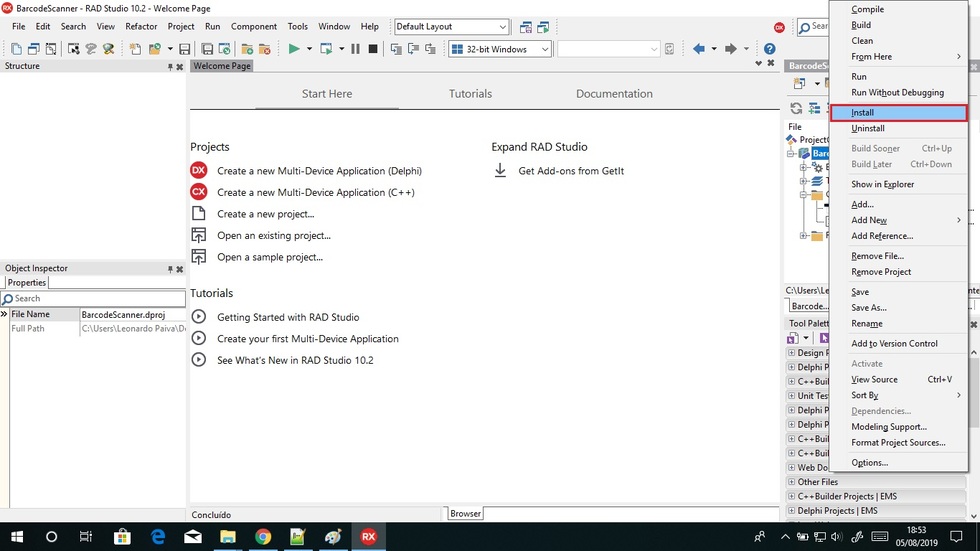 BarcodeScanner - RAD Studio 10.2 - Welcome Page
File Edit Search View Refactor Project Run Component Tools Window Help
Default Layout
32-bit Windows
Structure
Welcome Page
Start Here Tutorials Documentation
Projects
Create a new Multi-Device Application (Delphi)
Create a new Multi-Device Application (C++)
Create a new project...
Open an existing project...
Open a sample project...
Tutorials
Getting Started with RAD Studio
Create your first Multi-Device Application
See What's New in RAD Studio 10.2
Expand RAD Studio
Get Add-ons from GetIt
Object Inspector
Properties
Search
File Name BarcodeScanner.dproj
Full Path C:\Users\Leonardo Paiva\D
Concluído
Browser
File
C:\Users\Le
Barcode...
Design P
Delphi P
C++Buil
Unit Test
Delphi P
Delphi P
C++B
C++B
Web Do
Other Files
C++Builder Projects | EMS
Delphi Projects | EMS
Compile
Build
Clean
From Here
Run
Run Without Debugging
Install
Uninstall
Build Sooner Ctrl+Up
Build Later Ctrl+Down
Show in Explorer
Add...
Add New
Add Reference...
Remove File...
Remove Project
Save
Save As...
Rename
Add to Version Control
Activate
View Source Ctrl+V
Sort By
Dependencies...
Modeling Support...
Format Project Sources...
Options...
18:53
05/08/2019